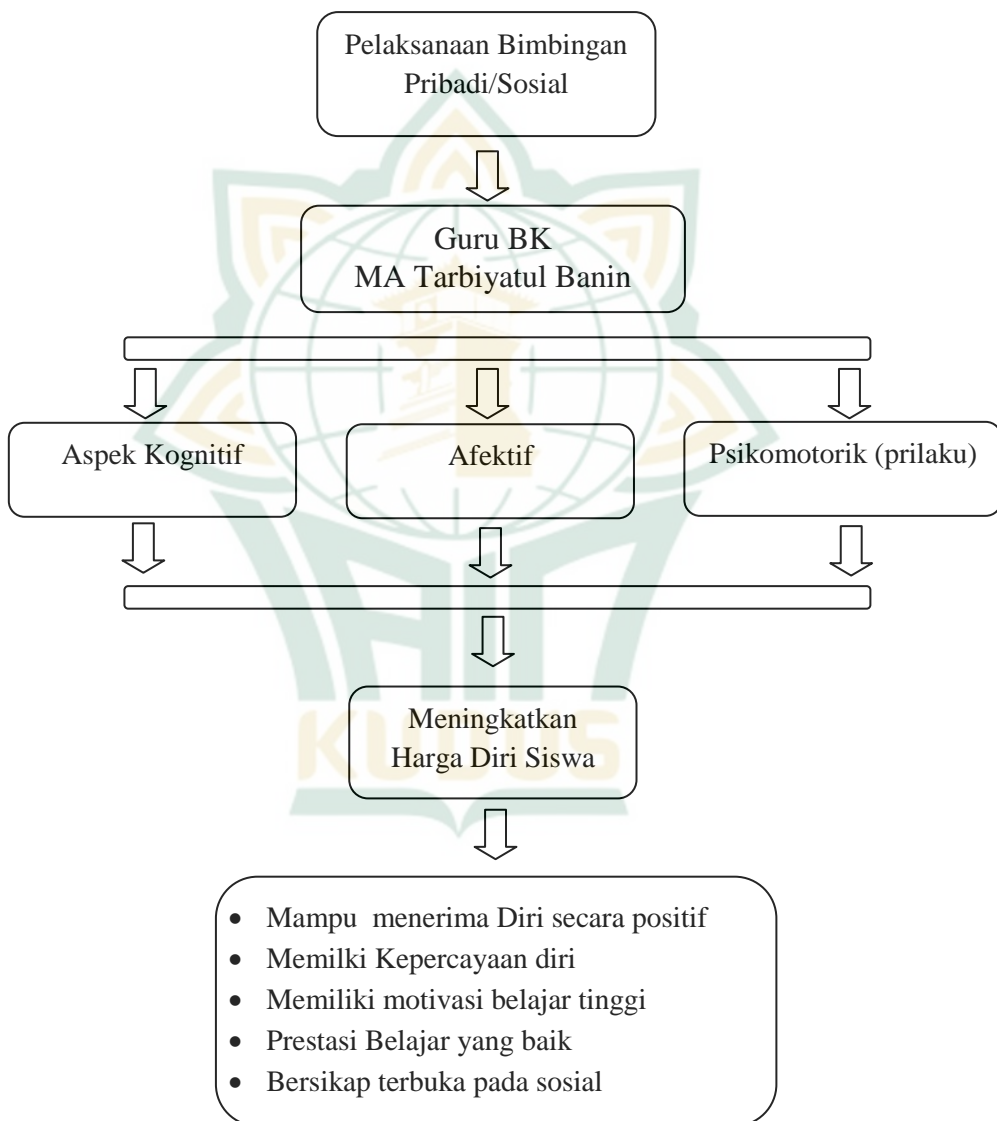 Pelaksanaan Bimbingan
Pribadi/Sosial
Guru BK
MA Tarbiyatul Banin
Aspek Kognitif
Afektif
Psikomotorik (prilaku)
Meningkatkan
Harga Diri Siswa
KUDUS
• Mampu menerima Diri secara positif
• Memilki Kepercayaan diri
• Memiliki motivasi belajar tinggi
• Prestasi Belajar yang baik
• Bersikap terbuka pada sosial